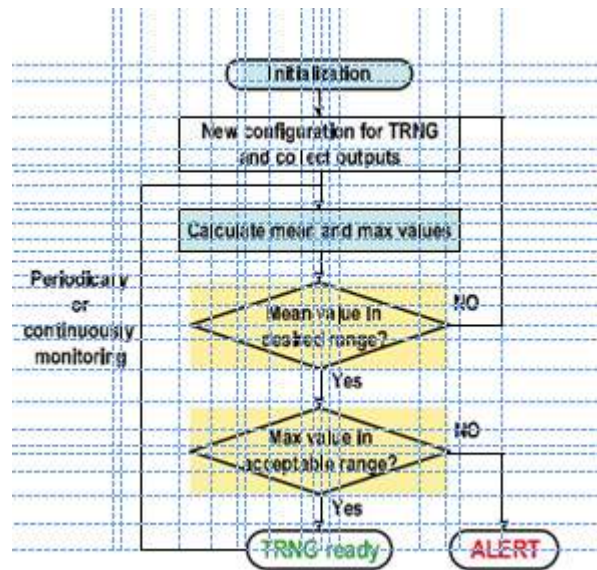 Initialization
New configuration for TRNG
and collect outputs
Calculate mean and max values
Periodicary
or
continuously
monitoring
Mean value in
desired range?
NO
Yes
Max value in
acceptable range?
NO
Yes
TRNG ready
ALERT